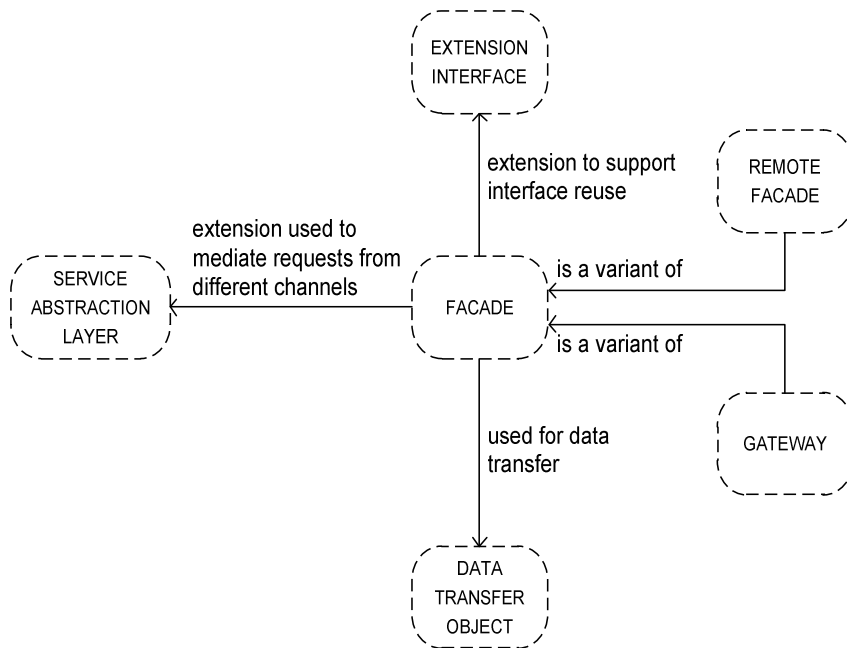 EXTENSION
INTERFACE
extension to support
interface reuse
REMOTE
FACADE
extension used to
mediate requests from
different channels
is a variant of
SERVICE
ABSTRACTION
LAYER
FACADE
is a variant of
used for data
transfer
GATEWAY
DATA
TRANSFER
OBJECT